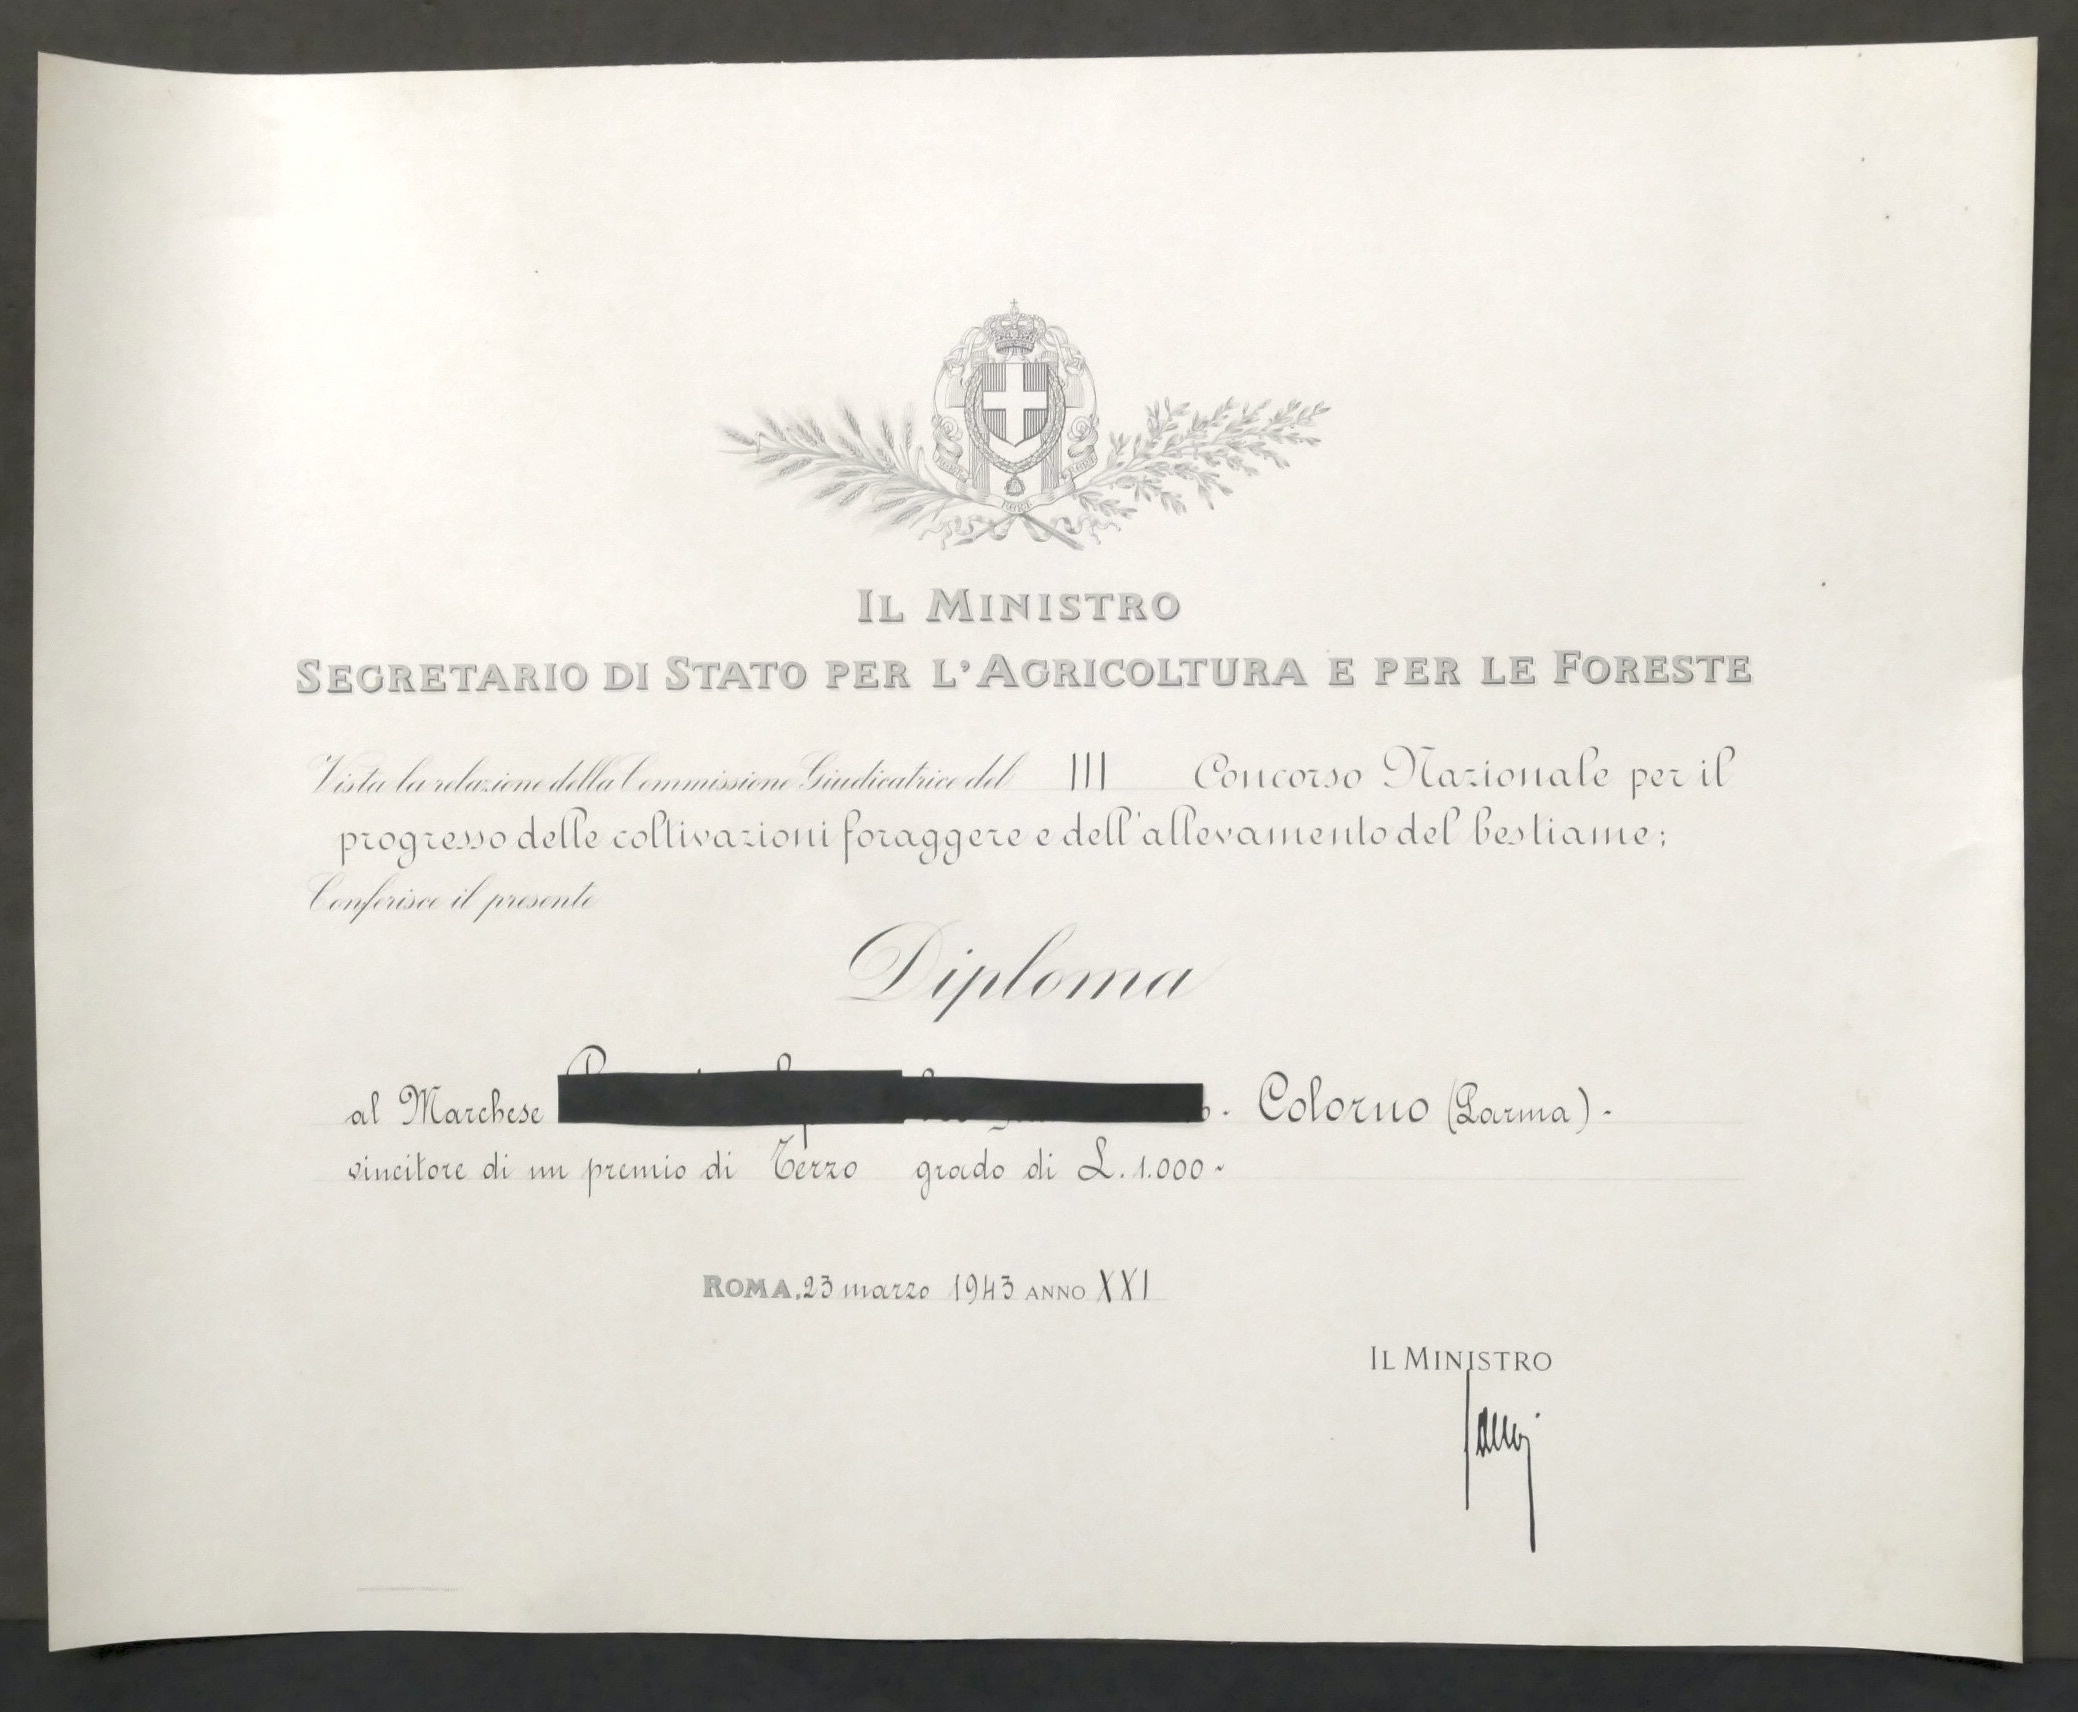 IL MINISTRO
SEGRETARIO DI STATO PER L'AGRICOLTURA E PER LE FORESTE
Vista la relazione della Commissione Giudicatrice del III Concorso Nazionale per il
progresso delle coltivazioni foraggere e dell'allevamento del bestiame;
Conferisce il presente
Diploma
al Marchese - Colorno (Parma) -
vincitore di un premio di Terzo grado di L. 1.000-
ROMA, 23 marzo 1943 ANNO XXI
IL MINISTRO